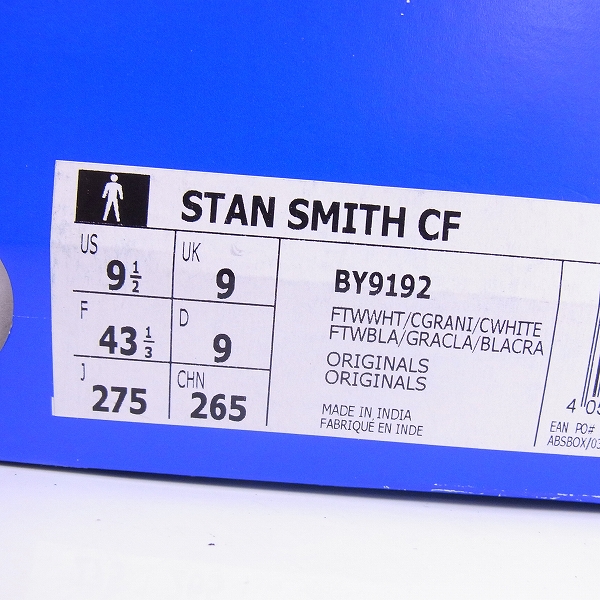 STAN SMITH CF
US 9 1/2
UK 9
F 43 1/3
D 9
J 275
CHN 265
BY9192
FTWWHT/CGRANI/CWHITE
FTWBLA/GRACLA/BLACRA
ORIGINALS
ORIGINALS
MADE IN INDIA
FABRIQUÉ EN INDE
EAN PO#